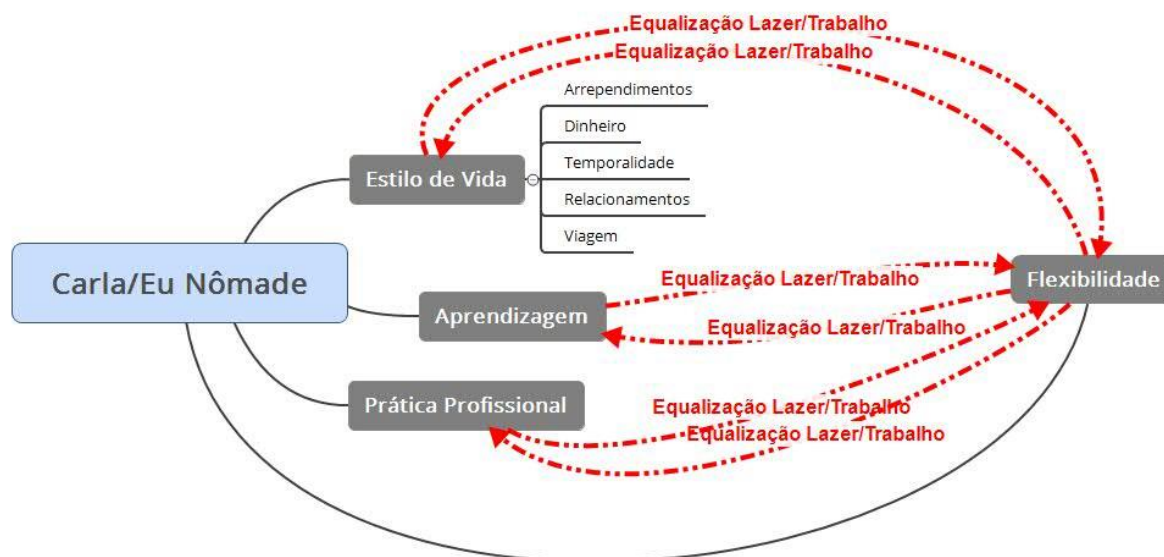 Equalização Lazer/Trabalho
Equalização Lazer/Trabalho
Arrependimentos
Dinheiro
Estilo de Vida
Temporalidade
Relacionamentos
Viagem
Carla/Eu Nômade
Equalização Lazer/Trabalho
Flexibilidade
Aprendizagem
Equalização Lazer/Trabalho
Prática Profissional
Equalização Lazer/Trabalho
Equalização Lazer/Trabalho